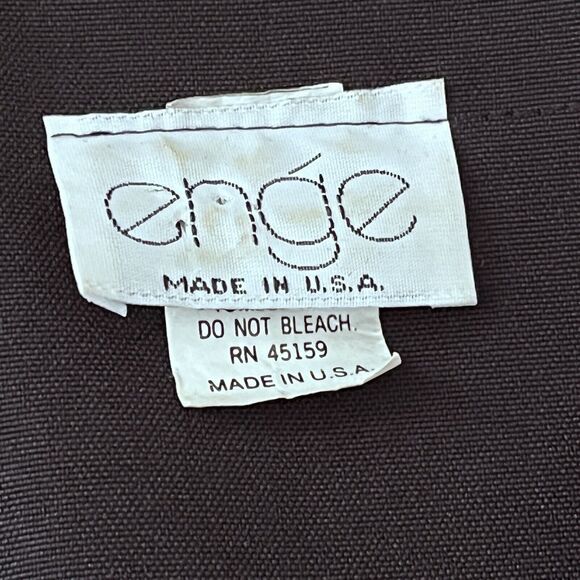 engé
MADE IN U.S.A.
DO NOT BLEACH.
RN 45159
MADE IN U.S.A.